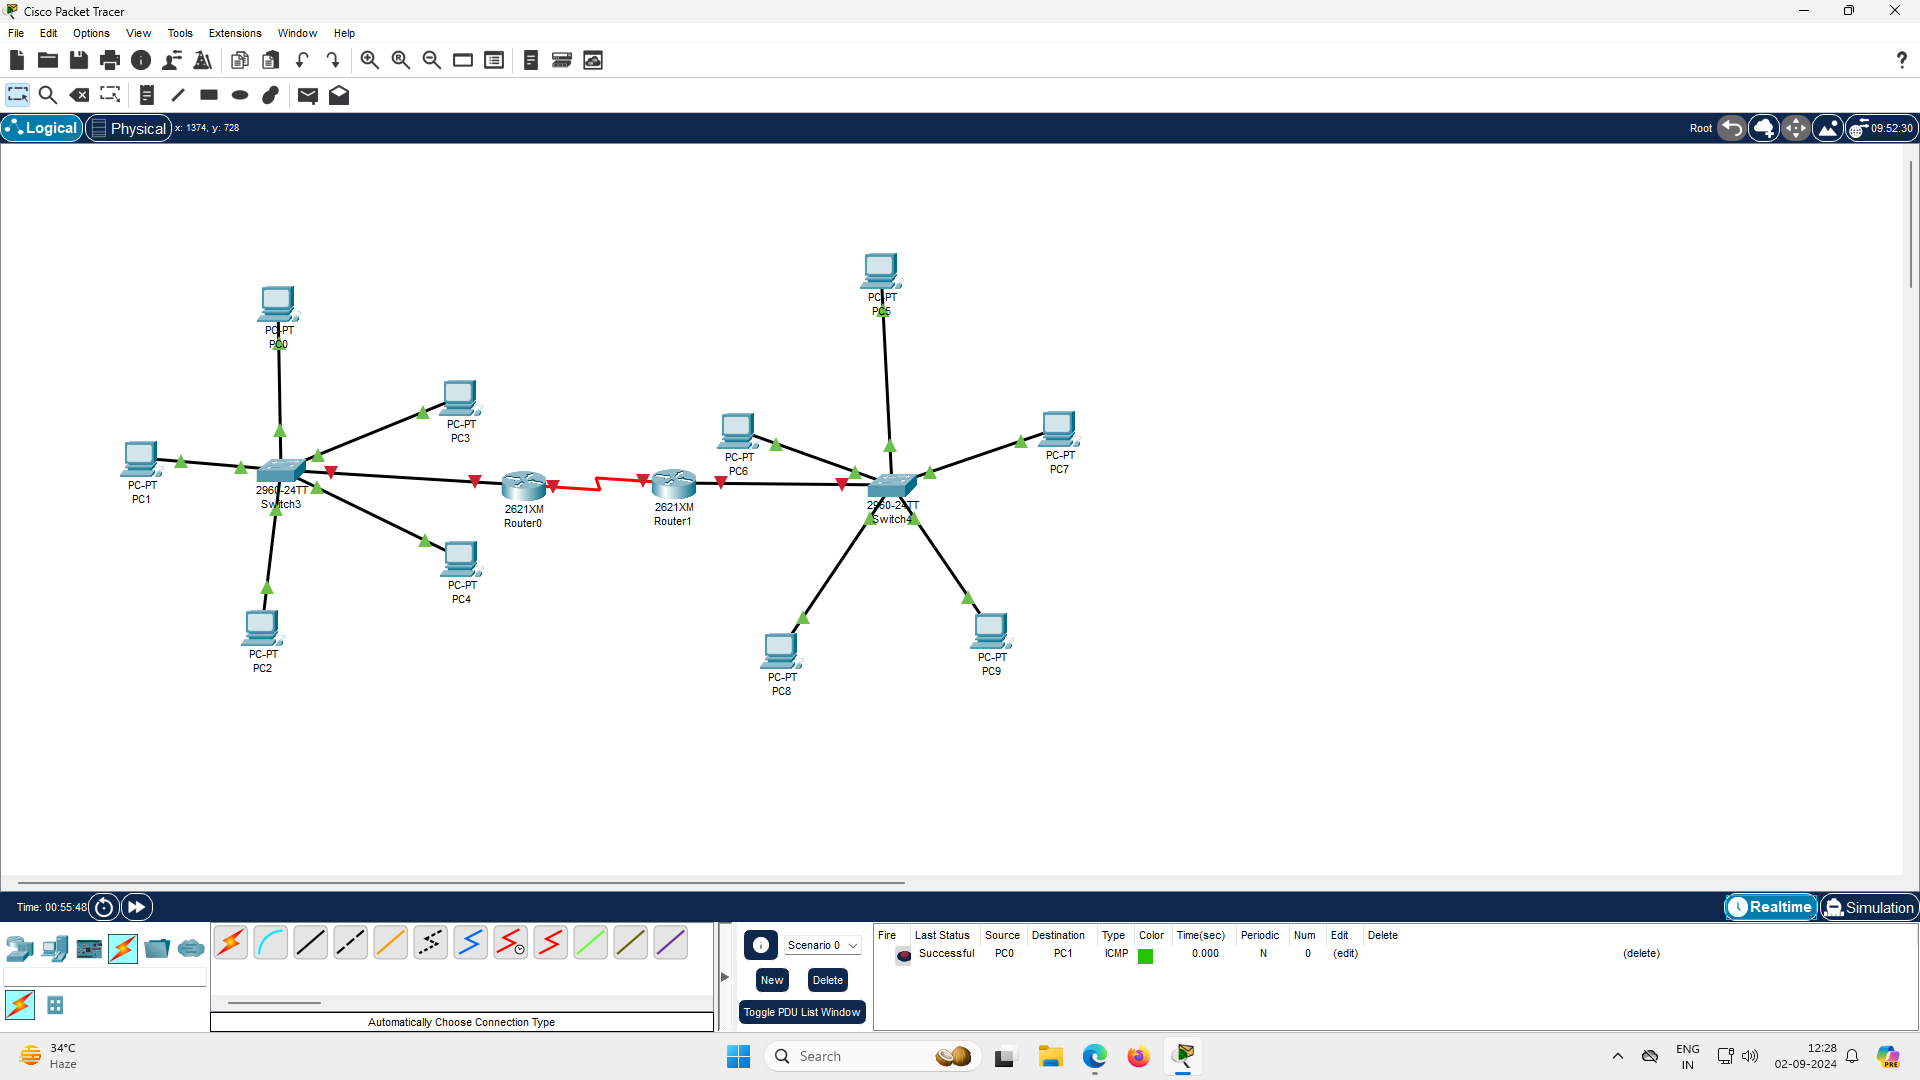 Cisco Packet Tracer
File Edit Options View Tools Extensions Window Help
Logical Physical x: 1374, y: 728 Root 09:52:30
PC-PT
PC5
PC-PT
PC0
PC-PT
PC3
PC-PT
PC1
2960-24TT
Switch3
PC-PT
PC4
PC-PT
PC2
2621XM
Router0
2621XM
Router1
PC-PT
PC6
PC-PT
PC7
2960-24TT
Switch4
PC-PT
PC8
PC-PT
PC9
Time: 00:55:48 Realtime Simulation
Scenario 0
New Delete
Toggle PDU List Window
Fire Last Status Source Destination Type Color Time(sec) Periodic Num Edit Delete
Successful PC0 PC1 ICMP 0.000 N 0 (edit) (delete)
Automatically Choose Connection Type
34°C
Haze
Search
ENG
IN
12:28
02-09-2024
PRE